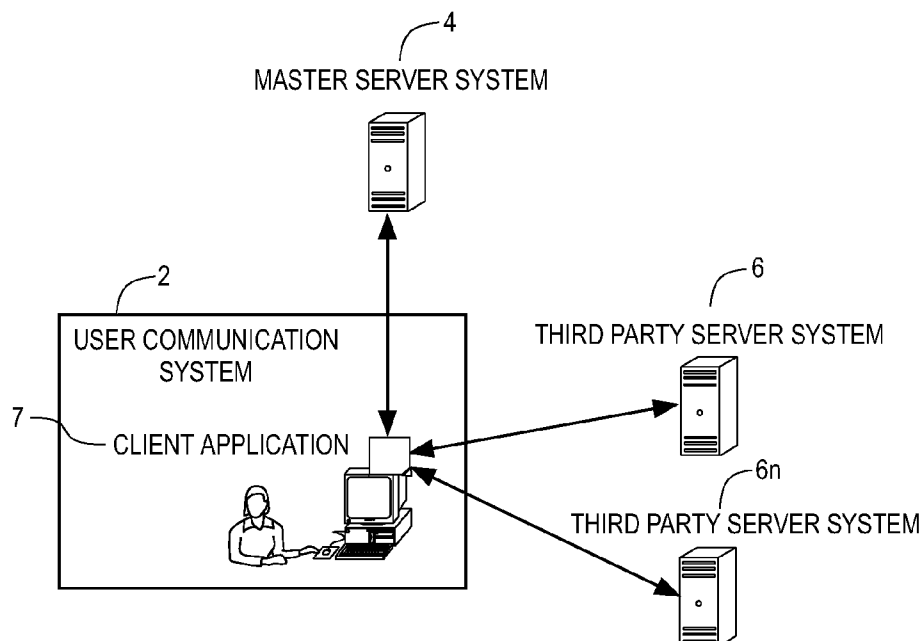 4
MASTER SERVER SYSTEM
2
USER COMMUNICATION
SYSTEM
6
THIRD PARTY SERVER SYSTEM
7
CLIENT APPLICATION
6n
THIRD PARTY SERVER SYSTEM